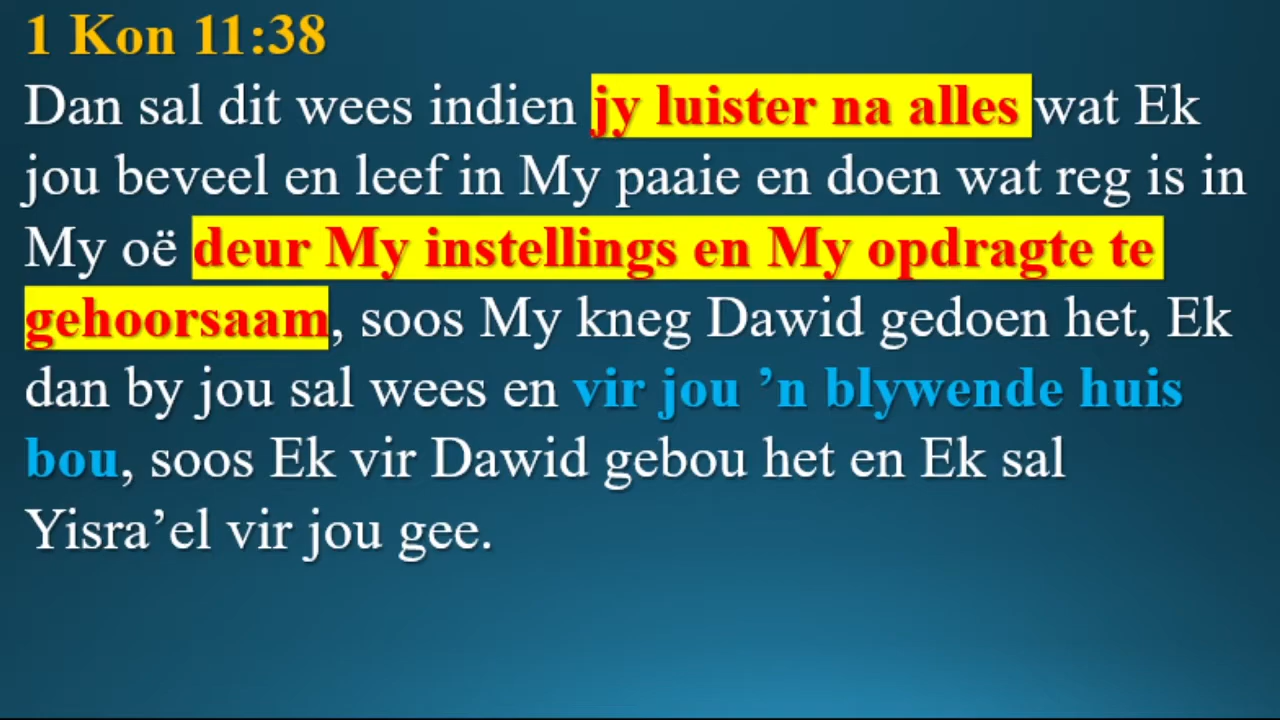 1 Kon 11:38
Dan sal dit wees indien jy luister na alles wat Ek
jou beveel en leef in My paaie en doen wat reg is in
My oë deur My instellings en My opdragte te
gehoorsaam, soos My kneg Dawid gedoen het, Ek
dan by jou sal wees en vir jou ’n blywende huis
bou, soos Ek vir Dawid gebou het en Ek sal
Yisra’el vir jou gee.